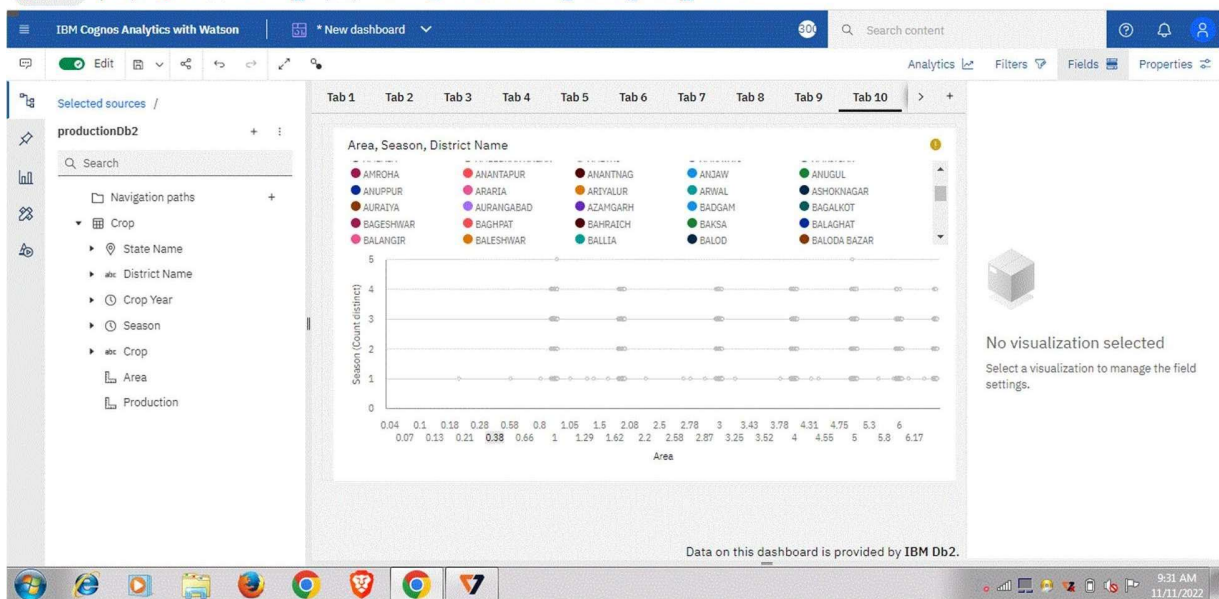 IBM Cognos Analytics with Watson
* New dashboard
Search content
Edit
Analytics
Filters
Fields
Properties
Selected sources /
productionDb2
Search
Navigation paths
Crop
State Name
District Name
Crop Year
Season
Crop
Area
Production
Tab 1 Tab 2 Tab 3 Tab 4 Tab 5 Tab 6 Tab 7 Tab 8 Tab 9 Tab 10
Area, Season, District Name
AMROHA ANANTAPUR ANANTNAG ANJAW ANUGUL
ANUPPUR ARARIA ARIYALUR ARWAL ASHOKNAGAR
AURAIYA AURANGABAD AZAMGARH BADGAM BAGALKOT
BAGESHWAR BAGHPAT BAHRAICH BAKSA BALAGHAT
BALANGIR BALESHWAR BALLIA BALOD BALODA BAZAR
Season (Count distinct)
5
4
3
2
1
0
0.04 0.1 0.18 0.28 0.58 0.8 1.05 1.5 2.08 2.5 2.78 3 3.43 3.78 4.31 4.75 5.3 6
0.07 0.13 0.21 0.38 0.66 1 1.29 1.62 2.2 2.58 2.87 3.25 3.52 4 4.55 5 5.8 6.17
Area
No visualization selected
Select a visualization to manage the field
settings.
Data on this dashboard is provided by IBM Db2.
9:31 AM
11/11/2022